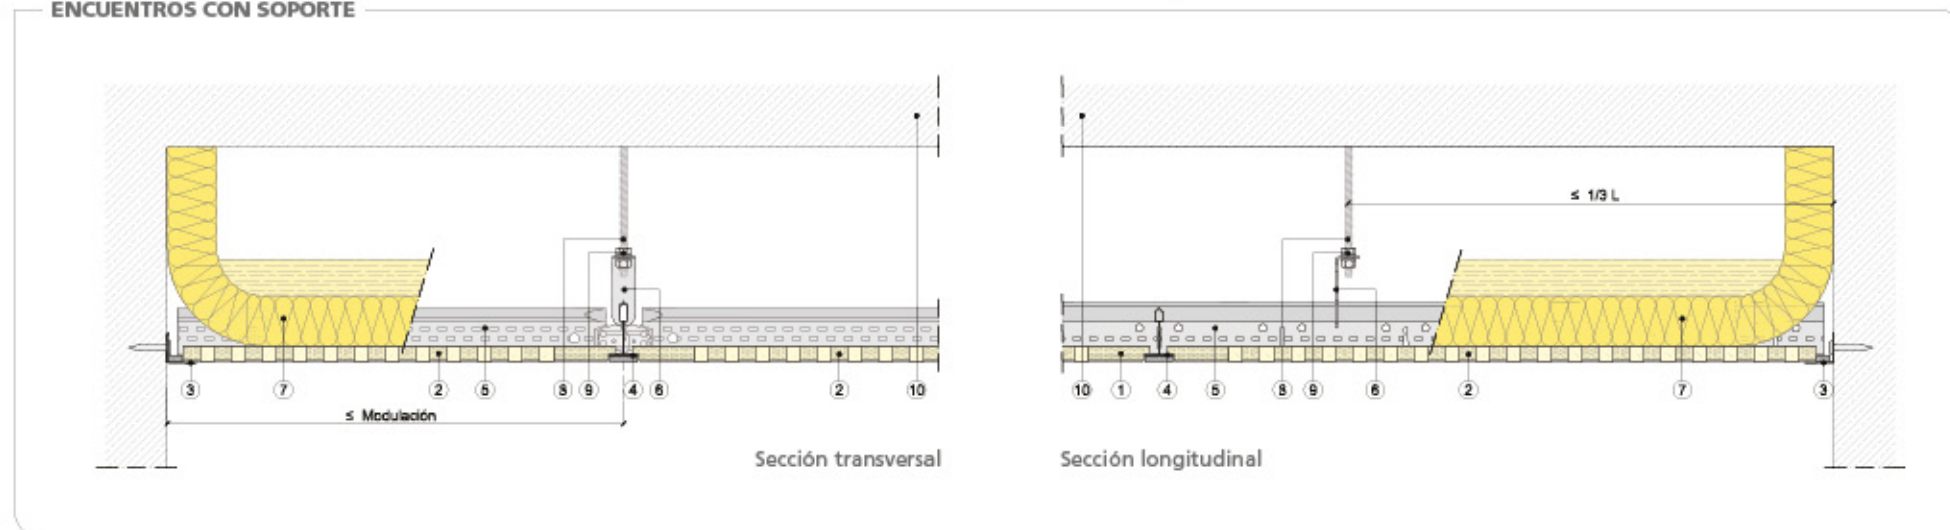 ENCUENTROS CON SOPORTE
≤ 1/3 L
3 7 2 5 8 9 4 6 2 10
10 1 4 5 8 9 6 2 7 3
≤ Modulación
Sección transversal
Sección longitudinal